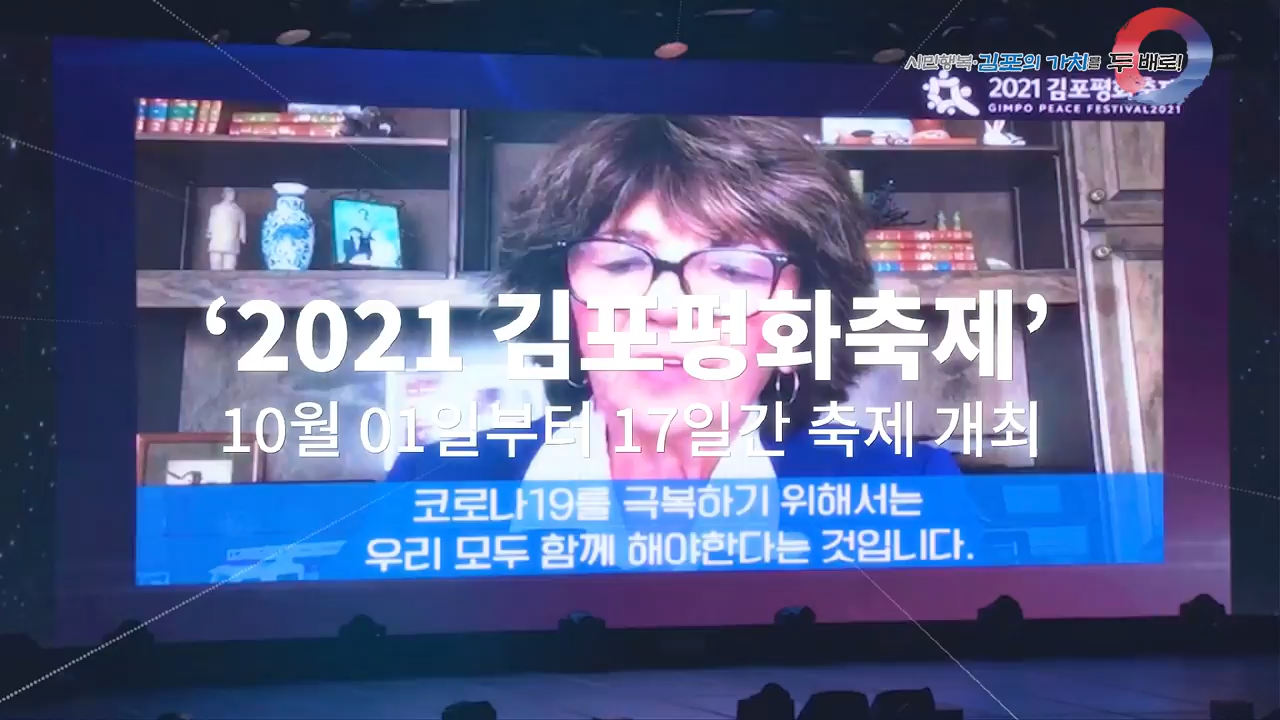 시민행복·김포의 가치를 두 배로!
2021 김포평화축제
GIMPO PEACE FESTIVAL2021
‘2021 김포평화축제’
10월 01일부터 17일간 축제 개최
코로나19를 극복하기 위해서는
우리 모두 함께 해야한다는 것입니다.